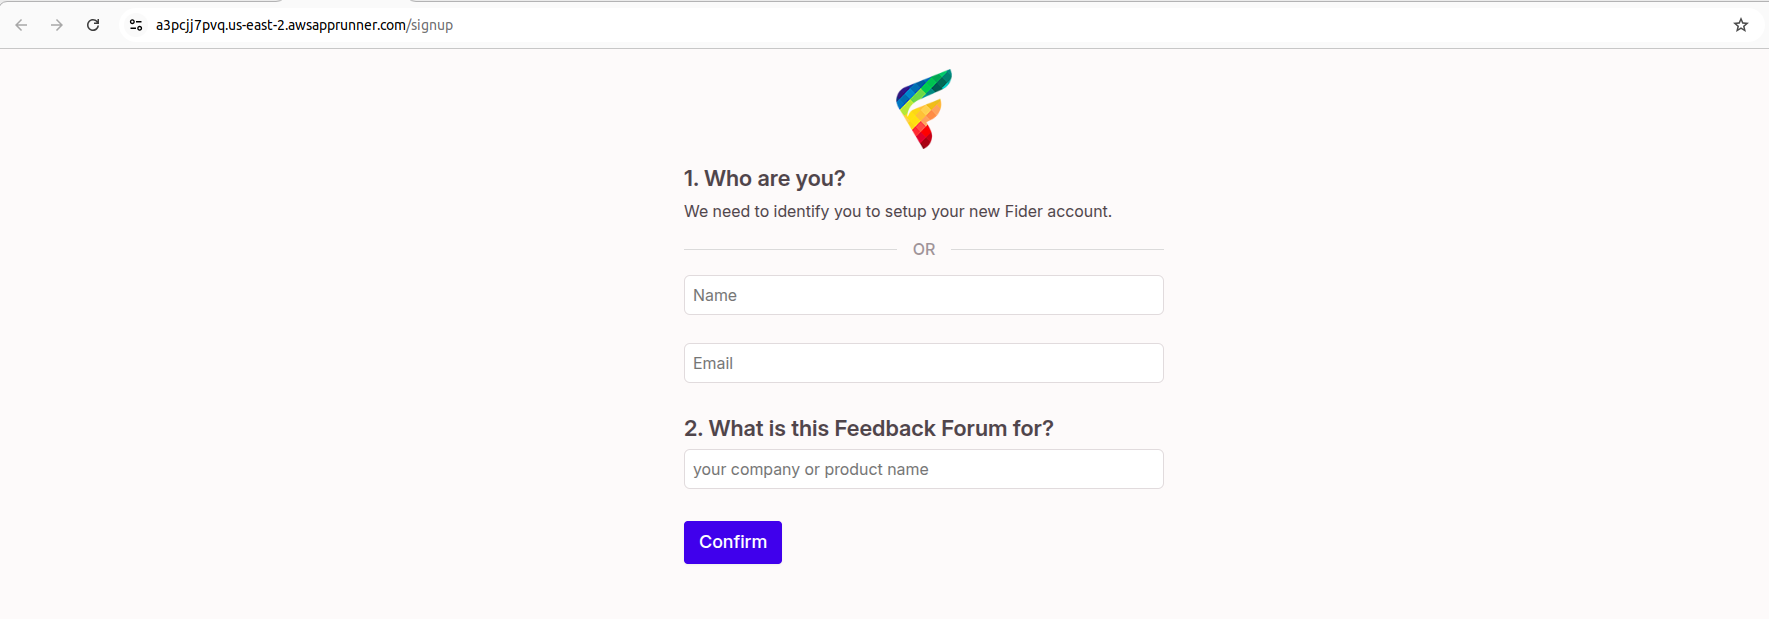 a3pcjj7pvq.us-east-2.awsapprunner.com/signup
1. Who are you?
We need to identify you to setup your new Fider account.
OR
Name
Email
2. What is this Feedback Forum for?
your company or product name
Confirm